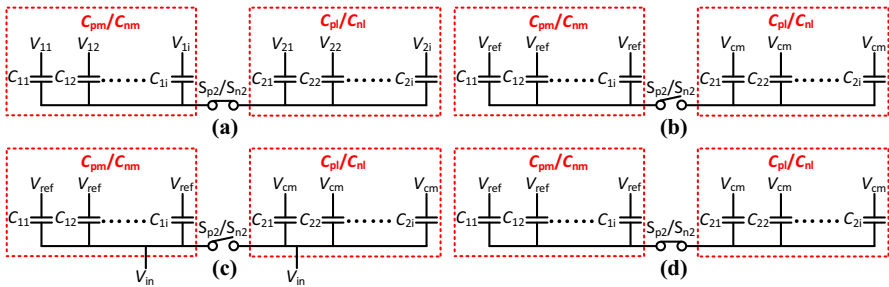 Cpm/Cnm
Cpl/Cnl
Cpm/Cnm
Cpl/Cnl
V11 V12 V1i V21 V22 V2i
Vref Vref Vref Vcm Vcm Vcm
C11 C12 C1i Sp2/Sn2 C21 C22 C2i
C11 C12 C1i Sp2/Sn2 C21 C22 C2i
(a)
(b)
Cpm/Cnm
Cpl/Cnl
Cpm/Cnm
Cpl/Cnl
Vref Vref Vref Vcm Vcm Vcm
Vref Vref Vref Vcm Vcm Vcm
C11 C12 C1i Sp2/Sn2 C21 C22 C2i
C11 C12 C1i Sp2/Sn2 C21 C22 C2i
Vin
(c)
Vin
(d)